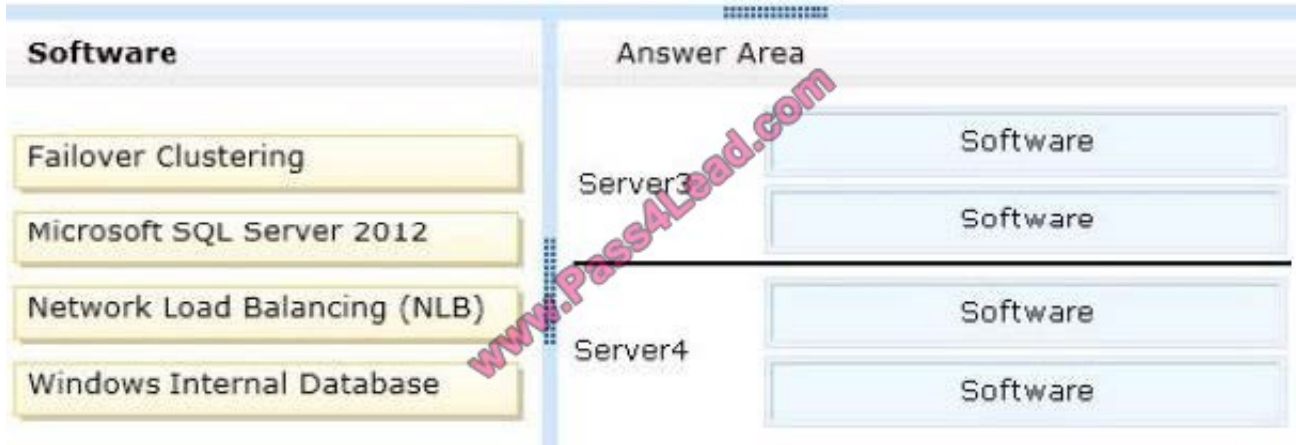 Software
Answer Area
Failover Clustering
Microsoft SQL Server 2012
Network Load Balancing (NLB)
Windows Internal Database
Server3
Software
Software
Server4
Software
Software
www.Pass4Lead.com